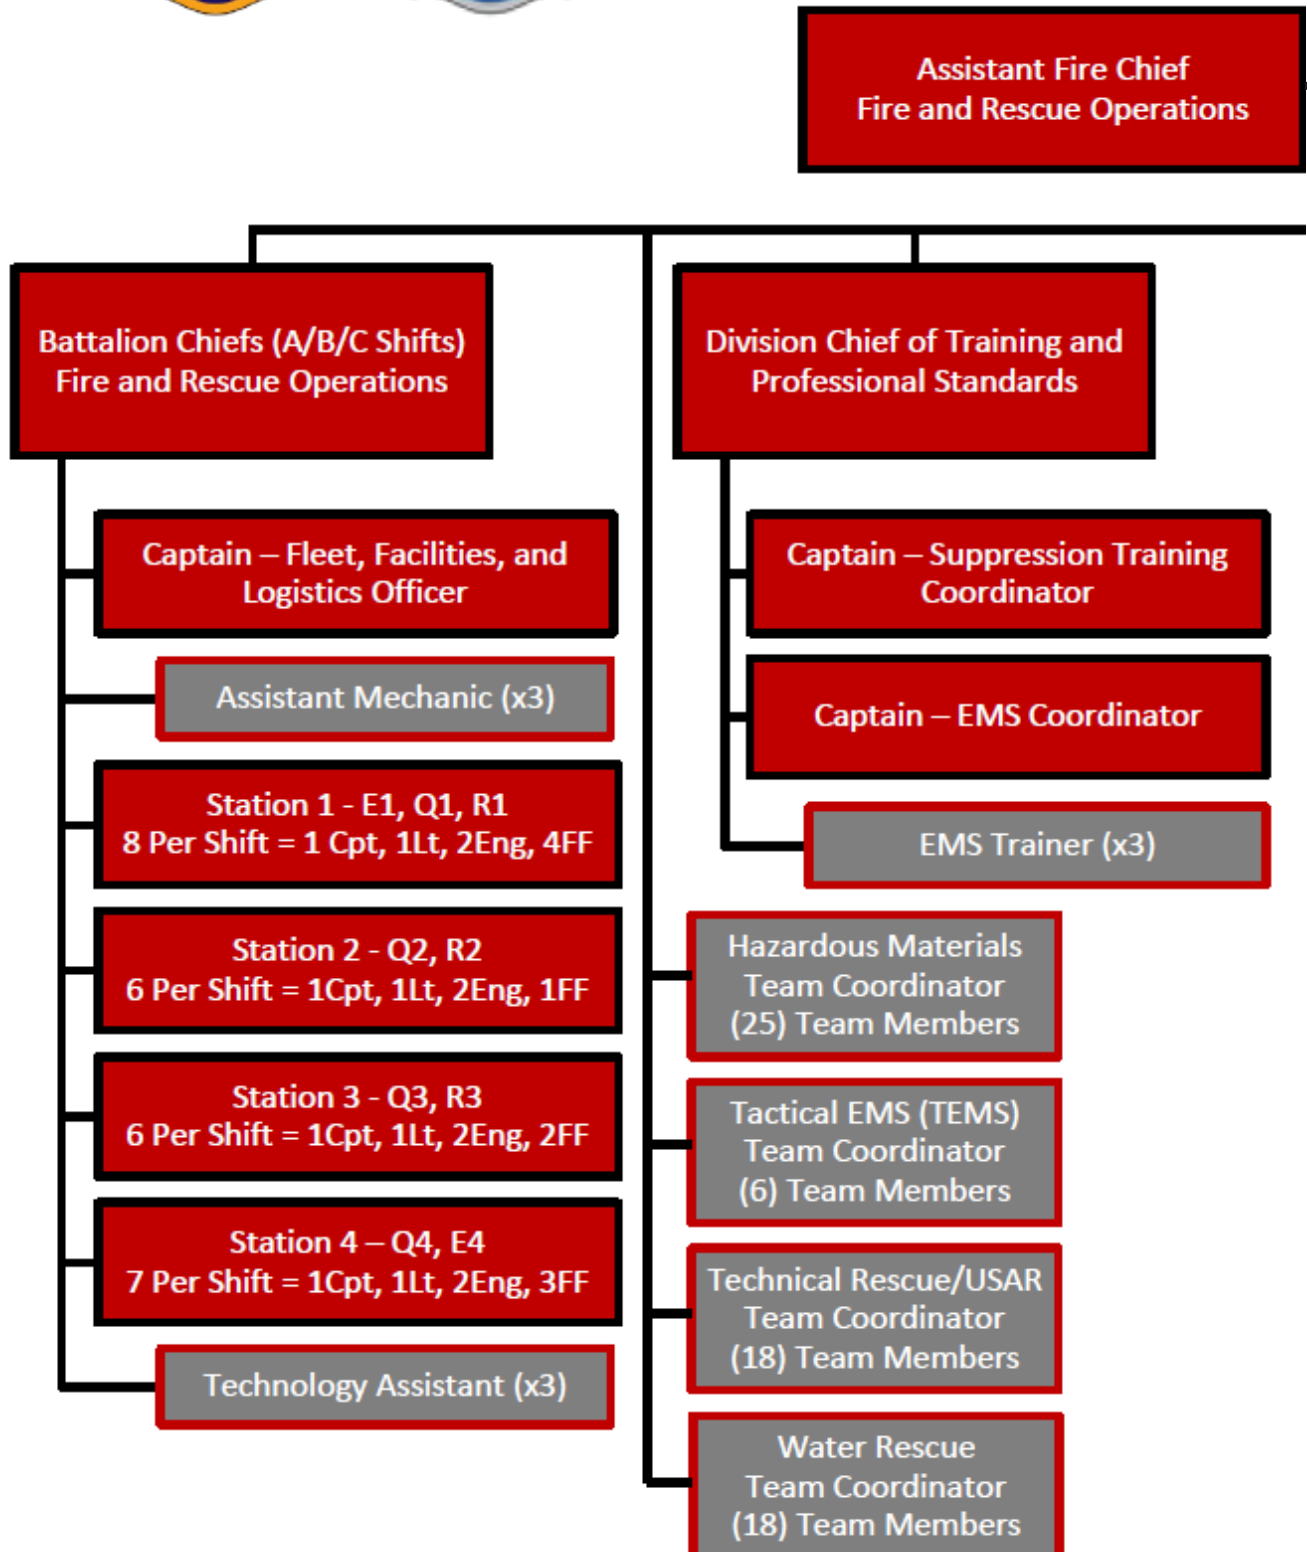 Assistant Fire Chief
Fire and Rescue Operations
Battalion Chiefs (A/B/C Shifts)
Fire and Rescue Operations
Captain – Fleet, Facilities, and
Logistics Officer
Assistant Mechanic (x3)
Station 1 - E1, Q1, R1
8 Per Shift = 1 Cpt, 1Lt, 2Eng, 4FF
Station 2 - Q2, R2
6 Per Shift = 1Cpt, 1Lt, 2Eng, 1FF
Station 3 - Q3, R3
6 Per Shift = 1Cpt, 1Lt, 2Eng, 2FF
Station 4 – Q4, E4
7 Per Shift = 1Cpt, 1Lt, 2Eng, 3FF
Technology Assistant (x3)
Division Chief of Training and
Professional Standards
Captain – Suppression Training
Coordinator
Captain – EMS Coordinator
EMS Trainer (x3)
Hazardous Materials
Team Coordinator
(25) Team Members
Tactical EMS (TEMS)
Team Coordinator
(6) Team Members
Technical Rescue/USAR
Team Coordinator
(18) Team Members
Water Rescue
Team Coordinator
(18) Team Members